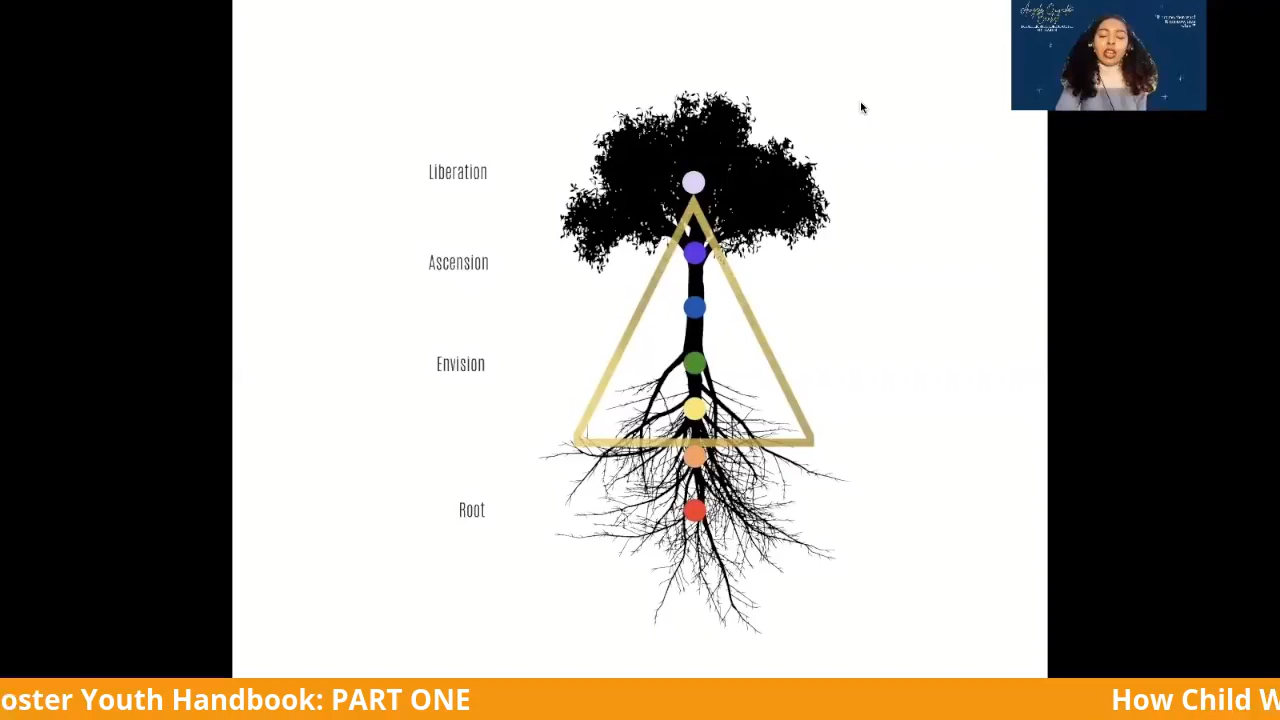 Liberation
Ascension
Envision
Root
oster Youth Handbook: PART ONE
How Child W